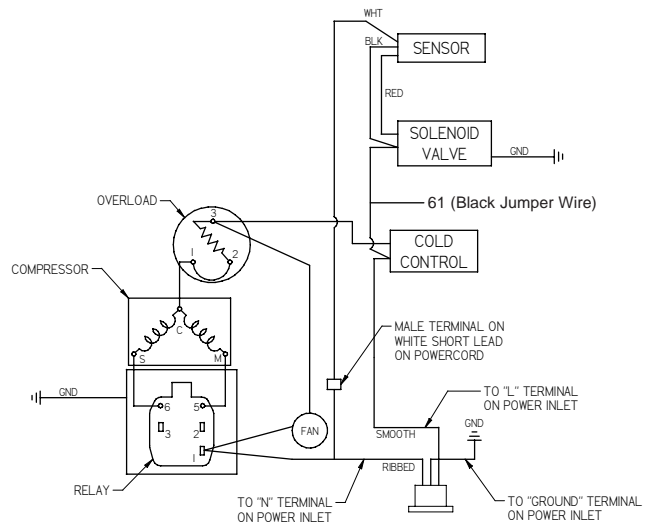 WHT
SENSOR
BLK
RED
SOLENOID
VALVE
GND
OVERLOAD
3
1
2
61 (Black Jumper Wire)
COLD
CONTROL
COMPRESSOR
C
S
M
MALE TERMINAL ON
WHITE SHORT LEAD
ON POWERCORD
GND
6
5
3
2
1
FAN
TO "L" TERMINAL
ON POWER INLET
SMOOTH
GND
RIBBED
RELAY
TO "N" TERMINAL
ON POWER INLET
TO "GROUND" TERMINAL
ON POWER INLET